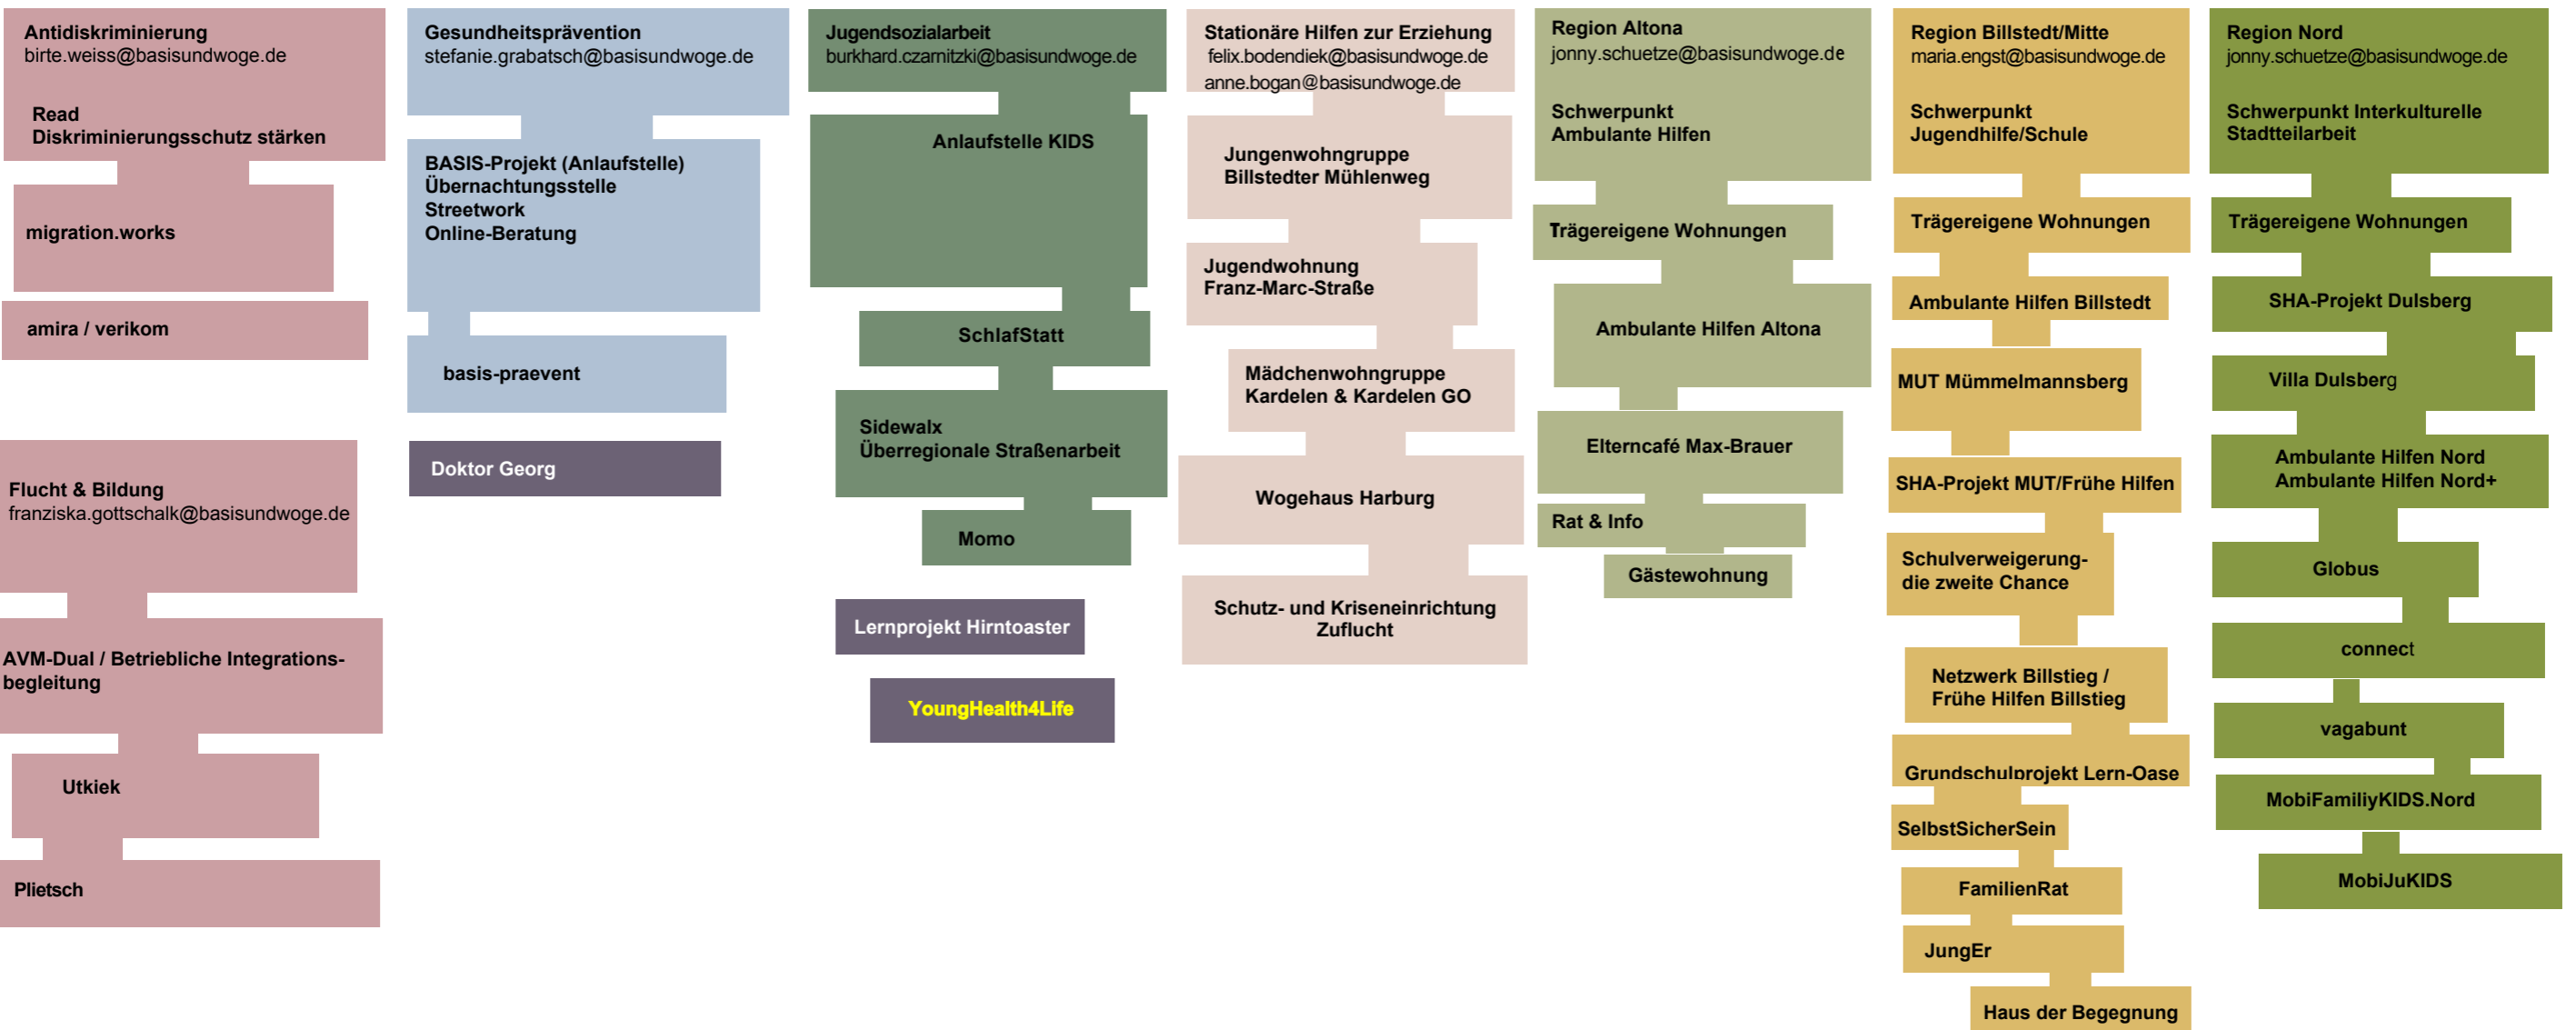 Antidiskriminierung
birte.weiss@basisundwoge.de
Read
Diskriminierungsschutz stärken
migration.works
amira / verikom
Flucht & Bildung
franziska.gottschalk@basisundwoge.de
AVM-Dual / Betriebliche Integrations-
begleitung
Utkiek
Plietsch
Gesundheitsprävention
stefanie.grabatsch@basisundwoge.de
BASIS-Projekt (Anlaufstelle)
Übernachtungsstelle
Streetwork
Online-Beratung
basis-praevent
Doktor Georg
Jugendsozialarbeit
burkhard.czarnitzki@basisundwoge.de
Anlaufstelle KIDS
SchlafStatt
Sidewalx
Überregionale Straßenarbeit
Momo
Lernprojekt Hirntoaster
YoungHealth4Life
Stationäre Hilfen zur Erziehung
felix.bodendiek@basisundwoge.de
anne.bogan@basisundwoge.de
Jungenwohngruppe
Billstedter Mühlenweg
Jugendwohnung
Franz-Marc-Straße
Mädchenwohngruppe
Kardelen & Kardelen GO
Wogehaus Harburg
Schutz- und Kriseneinrichtung
Zuflucht
Region Altona
jonny.schuetze@basisundwoge.de
Schwerpunkt
Ambulante Hilfen
Trägereigene Wohnungen
Ambulante Hilfen Altona
Elterncafé Max-Brauer
Rat & Info
Gästewohnung
Region Billstedt/Mitte
maria.engst@basisundwoge.de
Schwerpunkt
Jugendhilfe/Schule
Trägereigene Wohnungen
Ambulante Hilfen Billstedt
MUT Mümmelmannsberg
SHA-Projekt MUT/Frühe Hilfen
Schulverweigerung-
die zweite Chance
Netzwerk Billstieg /
Frühe Hilfen Billstieg
Grundschulprojekt Lern-Oase
SelbstSicherSein
FamilienRat
JungEr
Haus der Begegnung
Region Nord
jonny.schuetze@basisundwoge.de
Schwerpunkt Interkulturelle
Stadtteilarbeit
Trägereigene Wohnungen
SHA-Projekt Dulsberg
Villa Dulsberg
Ambulante Hilfen Nord
Ambulante Hilfen Nord+
Globus
connect
vagabunt
MobiFamiliyKIDS.Nord
MobiJuKIDS